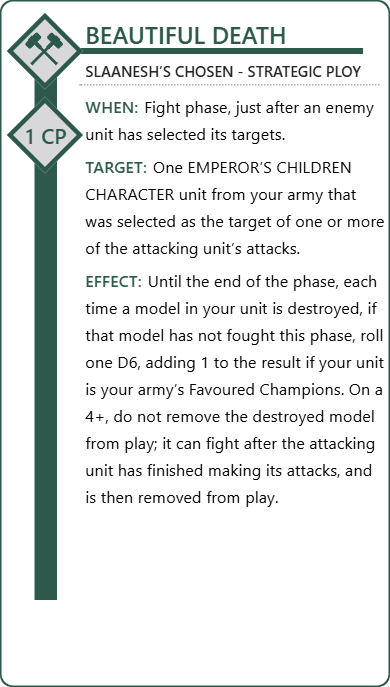 BEAUTIFUL DEATH
SLAANESH’S CHOSEN - STRATEGIC PLOY
1 CP
WHEN: Fight phase, just after an enemy
unit has selected its targets.
TARGET: One EMPEROR’S CHILDREN
CHARACTER unit from your army that
was selected as the target of one or more
of the attacking unit’s attacks.
EFFECT: Until the end of the phase, each
time a model in your unit is destroyed, if
that model has not fought this phase, roll
one D6, adding 1 to the result if your unit
is your army’s Favoured Champions. On a
4+, do not remove the destroyed model
from play; it can fight after the attacking
unit has finished making its attacks, and
is then removed from play.